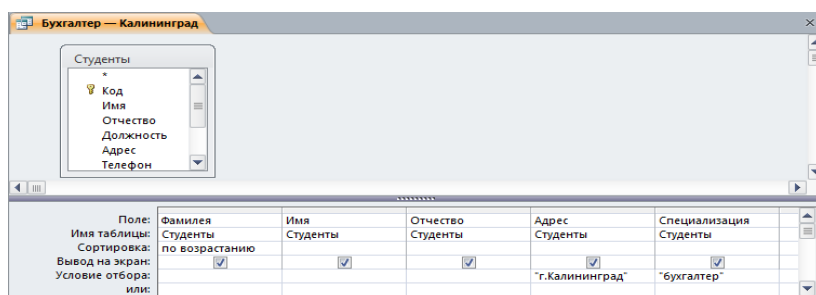 Бухгалтер — Калининград
Студенты
*
Код
Имя
Отчество
Должность
Адрес
Телефон
Поле: Фамилея Имя Отчество Адрес Специализация
Имя таблицы: Студенты Студенты Студенты Студенты Студенты
Сортировка: по возрастанию
Вывод на экран:
Условие отбора: "г.Калининград" "бухгалтер"
или: